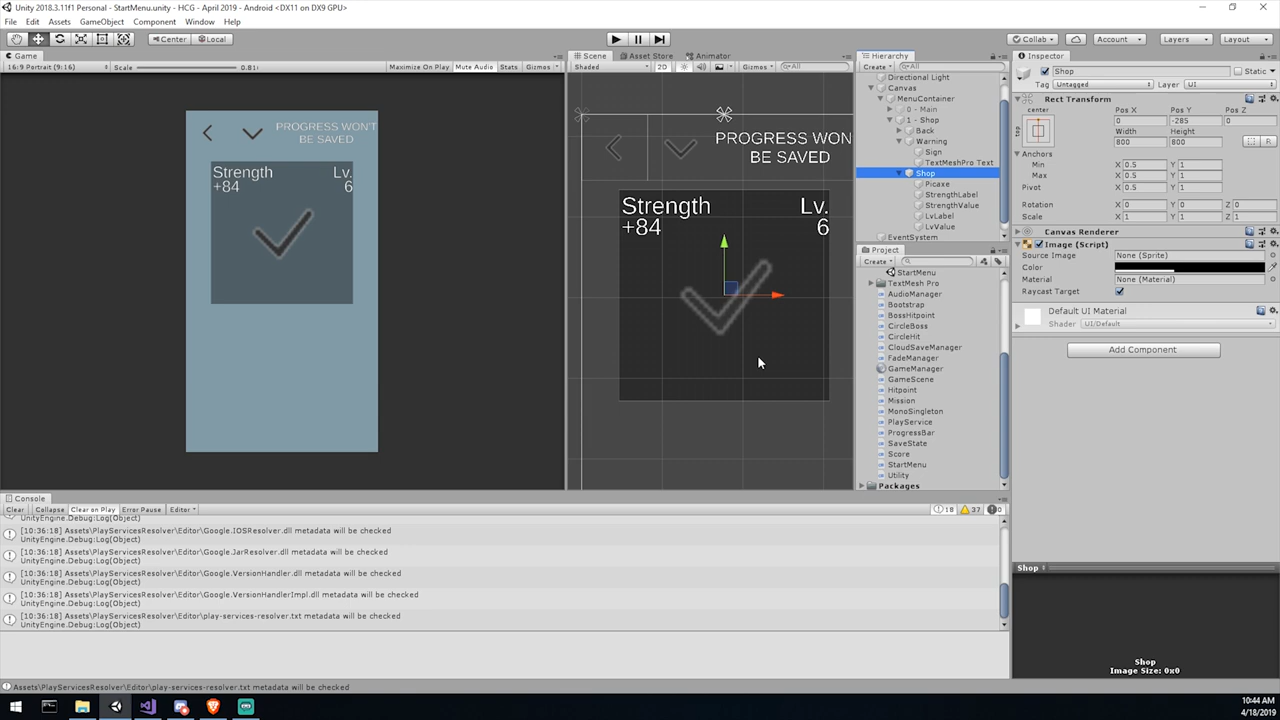 Unity 2018.3.11f1 Personal - StartMenu.unity - HCG - April 2019 - Android <DX11 on DX9 GPU>
File Edit Assets GameObject Component Window Help
Center Local Collab Account Layers Layout
Game Scene Asset Store Animator Hierarchy Inspector
16:9 Portrait (9:16) Scale 0.81x Maximize On Play Mute Audio Stats Gizmos
Shaded 2D Gizmos All
Create All
PROGRESS WON'T
BE SAVED
Strength Lv.
+84 6
PROGRESS WON
BE SAVED
Strength Lv.
+84 6
Directional Light
Canvas
MenuContainer
0 - Main
1 - Shop
Back
Warning
Sign
TextMeshPro Text
Shop
Picaxe
StrengthLabel
StrengthValue
LvLabel
LvValue
EventSystem
Project
Create
StartMenu
TextMesh Pro
AudioManager
Bootstrap
BossHitpoint
CircleBoss
CircleHit
CloudSaveManager
FadeManager
GameManager
GameScene
Hitpoint
Mission
MonoSingleton
PlayService
ProgressBar
SaveState
Score
StartMenu
Utility
Packages
Shop Static
Tag Untagged Layer UI
Rect Transform
center Pos X Pos Y Pos Z
top 0 -285 0
Width Height
800 800 R
Anchors
Min X 0.5 Y 1
Max X 0.5 Y 1
Pivot X 0.5 Y 1
Rotation X 0 Y 0 Z 0
Scale X 1 Y 1 Z 1
Canvas Renderer
Image (Script)
Source Image None (Sprite)
Color
Material None (Material)
Raycast Target
Default UI Material
Shader UI/Default
Add Component
Shop
Shop
Image Size: 0x0
Console
Clear Collapse Clear on Play Error Pause Editor 18 37 0
UnityEngine.Debug:Log(Object)
[10:36:18] Assets\PlayServicesResolver\Editor\Google.IOSResolver.dll metadata will be checked
UnityEngine.Debug:Log(Object)
[10:36:18] Assets\PlayServicesResolver\Editor\Google.JarResolver.dll metadata will be checked
UnityEngine.Debug:Log(Object)
[10:36:18] Assets\PlayServicesResolver\Editor\Google.VersionHandler.dll metadata will be checked
UnityEngine.Debug:Log(Object)
[10:36:18] Assets\PlayServicesResolver\Editor\Google.VersionHandlerImpl.dll metadata will be checked
UnityEngine.Debug:Log(Object)
[10:36:18] Assets\PlayServicesResolver\Editor\play-services-resolver.txt metadata will be checked
UnityEngine.Debug:Log(Object)
Assets\PlayServicesResolver\Editor\play-services-resolver.txt metadata will be checked
10:44 AM
4/18/2019